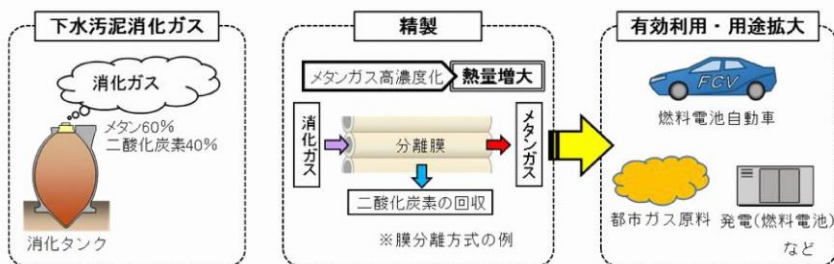 下水汚泥消化ガス
消化ガス
メタン60%
二酸化炭素40%
消化タンク
精製
メタンガス高濃度化
熱量増大
消化ガス
分離膜
メタンガス
二酸化炭素の回収
※膜分離方式の例
有効利用・用途拡大
FCV
燃料電池自動車
都市ガス原料
発電(燃料電池)
など